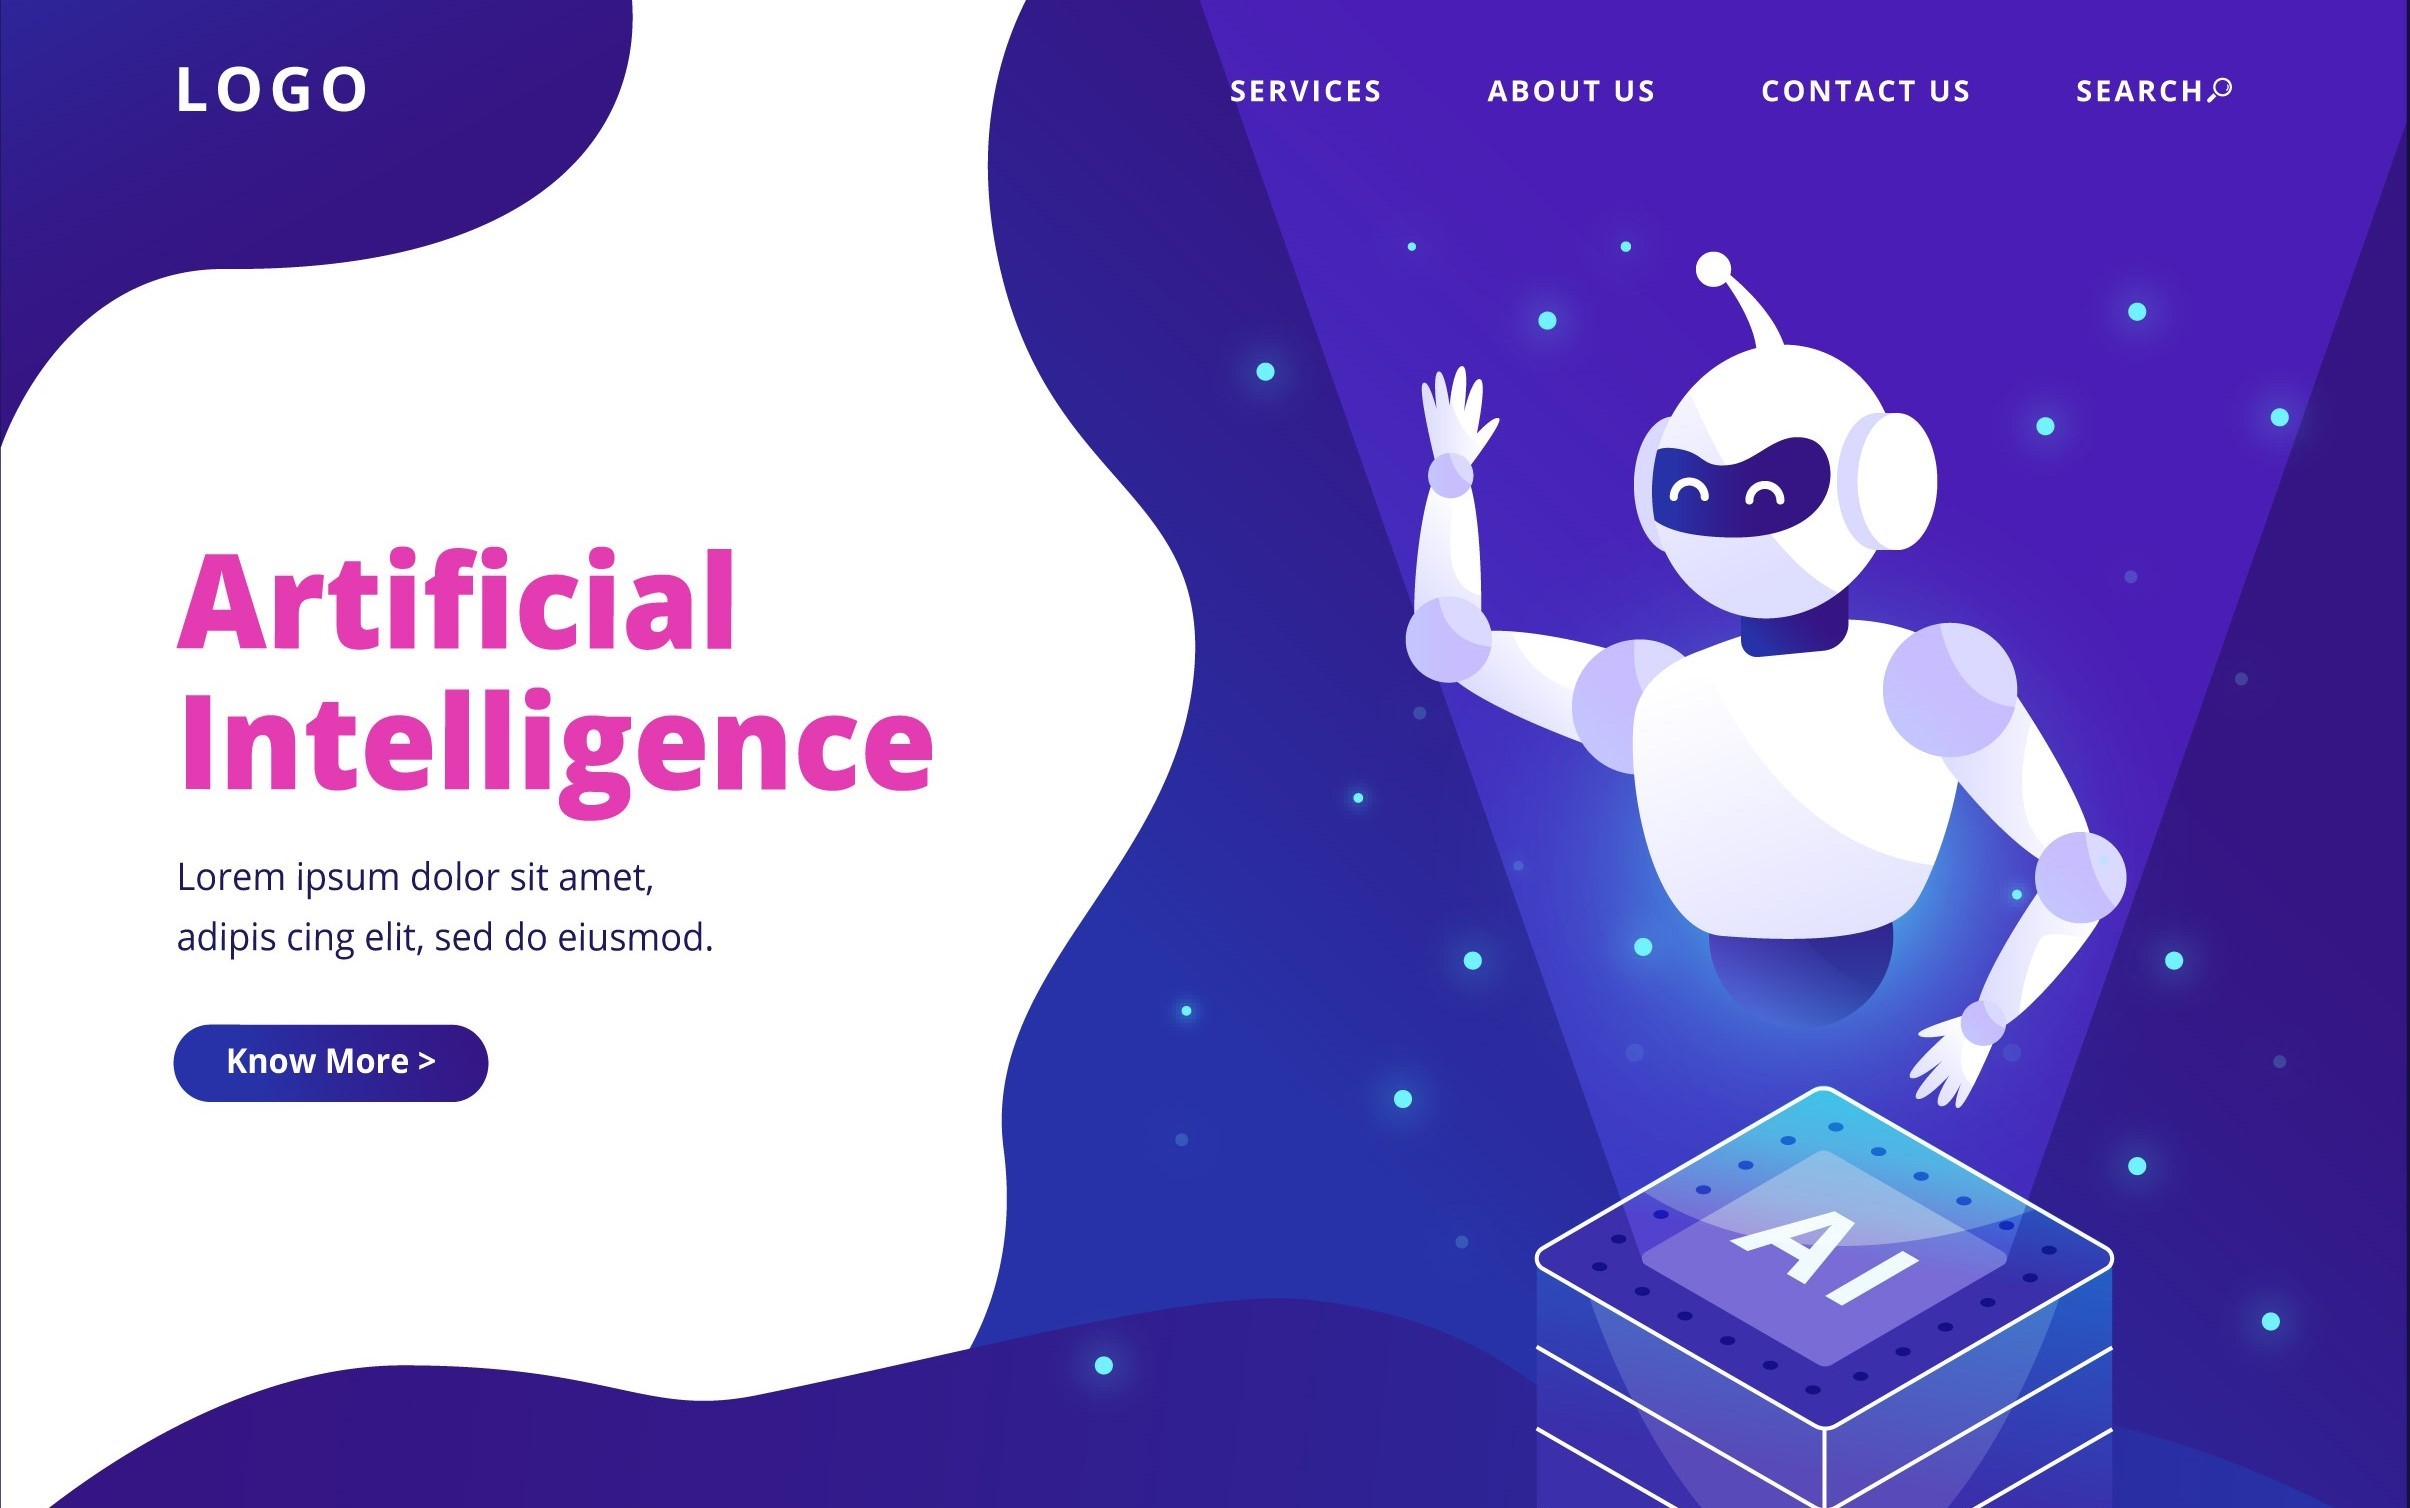 LOGO
SERVICES ABOUT US CONTACT US SEARCH
Artificial
Intelligence
Lorem ipsum dolor sit amet,
adipis cing elit, sed do eiusmod.
Know More >
AI